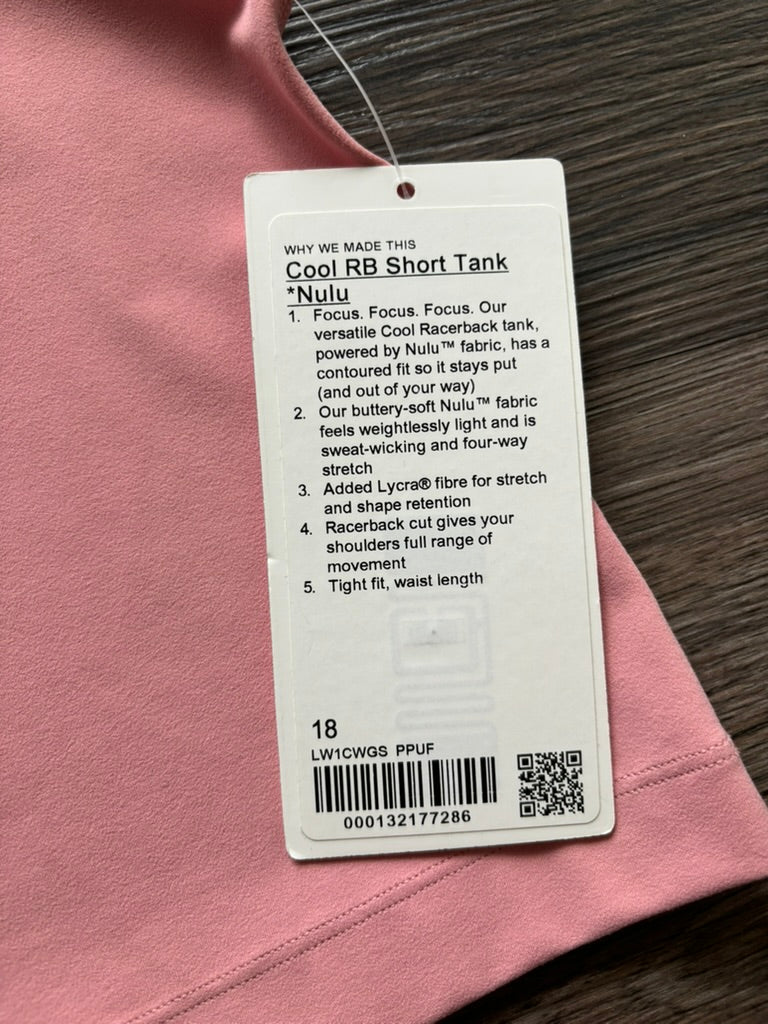 WHY WE MADE THIS
Cool RB Short Tank
*Nulu
1. Focus. Focus. Focus. Our
versatile Cool Racerback tank,
powered by Nulu™ fabric, has a
contoured fit so it stays put
(and out of your way)
2. Our buttery-soft Nulu™ fabric
feels weightlessly light and is
sweat-wicking and four-way
stretch
3. Added Lycra® fibre for stretch
and shape retention
4. Racerback cut gives your
shoulders full range of
movement
5. Tight fit, waist length
18
LW1CWGS PPUF
000132177286